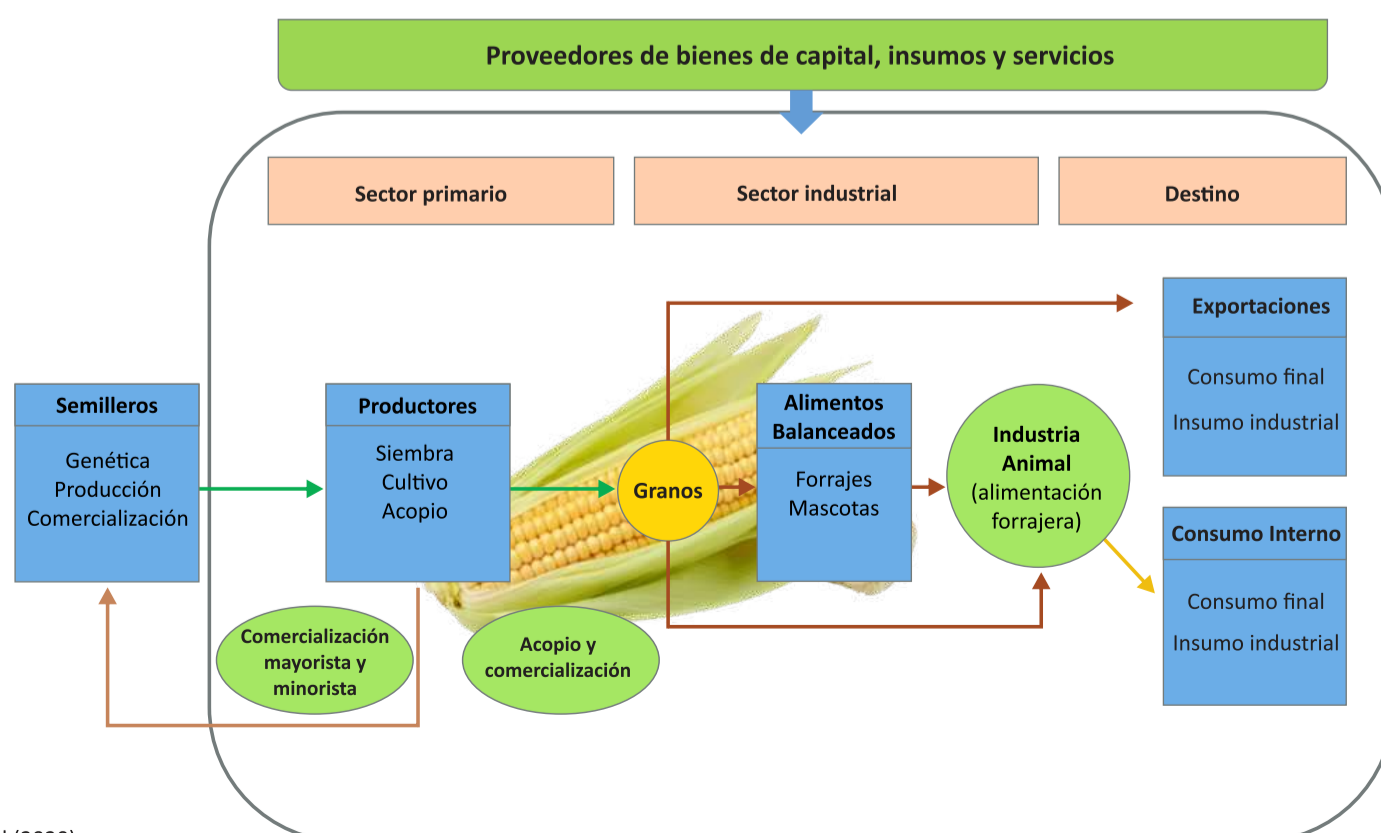 Proveedores de bienes de capital, insumos y servicios
Sector primario
Sector industrial
Destino
Semilleros
Genética
Producción
Comercialización
Productores
Siembra
Cultivo
Acopio
Granos
Alimentos
Balanceados
Forrajes
Mascotas
Industria
Animal
(alimentación
forrajera)
Exportaciones
Consumo final
Insumo industrial
Consumo Interno
Consumo final
Insumo industrial
Comercialización
mayorista y
minorista
Acopio y
comercialización